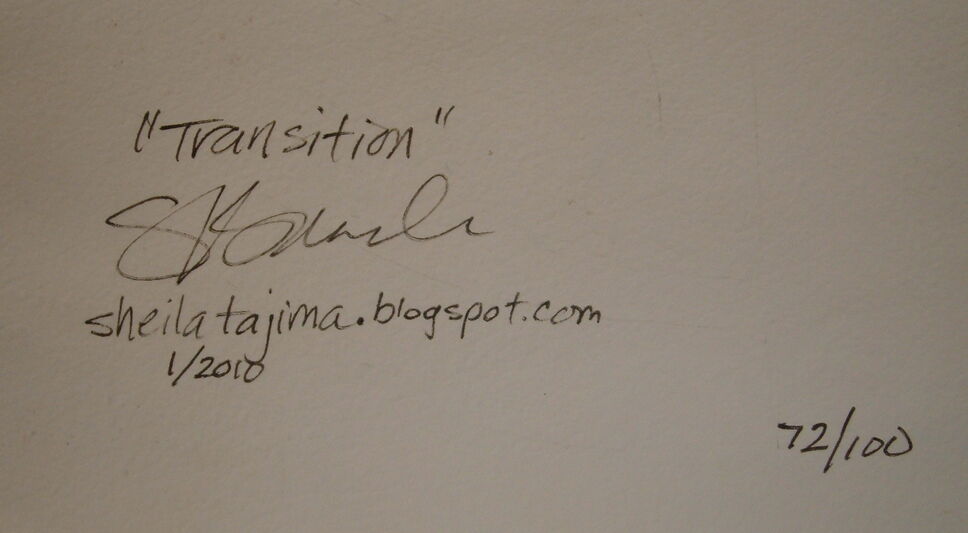 "Transition"
sheilatajima.blogspot.com
1/2010
72/100